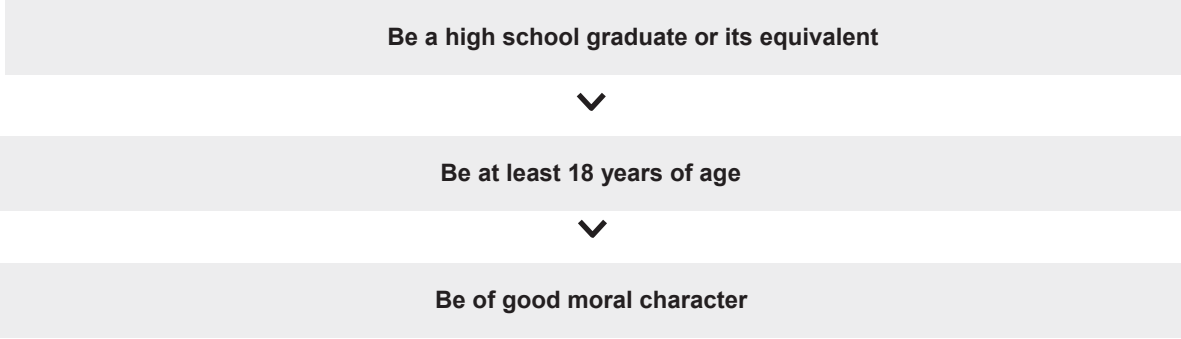 Be a high school graduate or its equivalent
Be at least 18 years of age
Be of good moral character